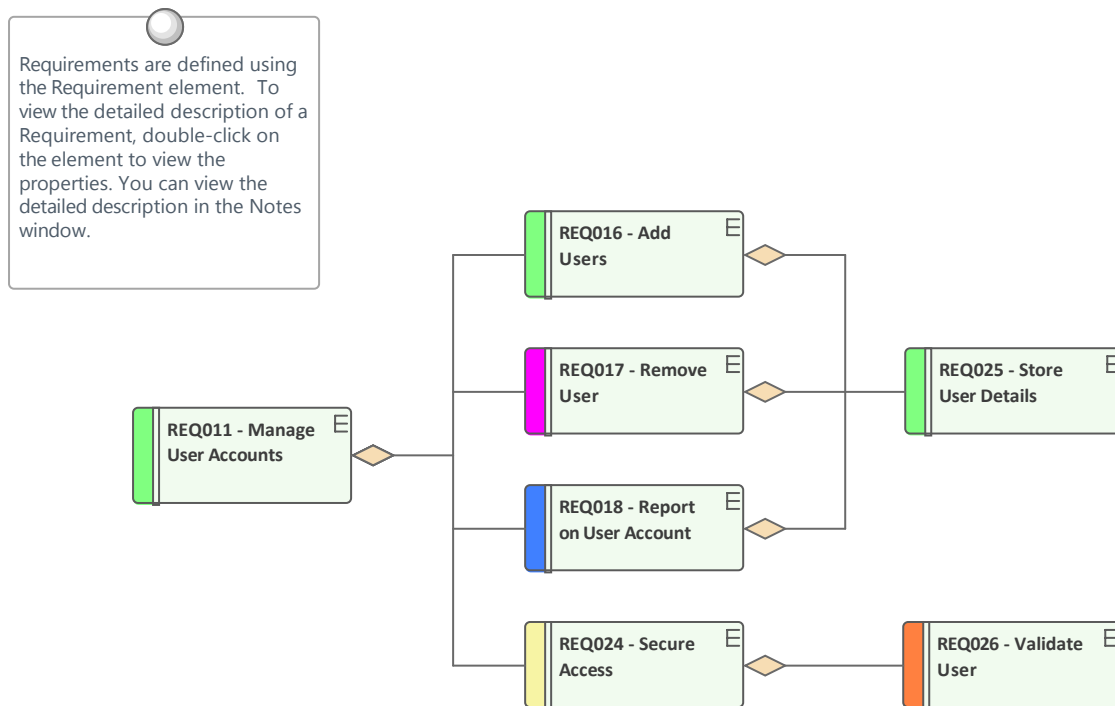 Requirements are defined using
the Requirement element. To
view the detailed description of a
Requirement, double-click on
the element to view the
properties. You can view the
detailed description in the Notes
window.
REQ016 - Add
Users
REQ017 - Remove
User
REQ025 - Store
User Details
REQ011 - Manage
User Accounts
REQ018 - Report
on User Account
REQ024 - Secure
Access
REQ026 - Validate
User